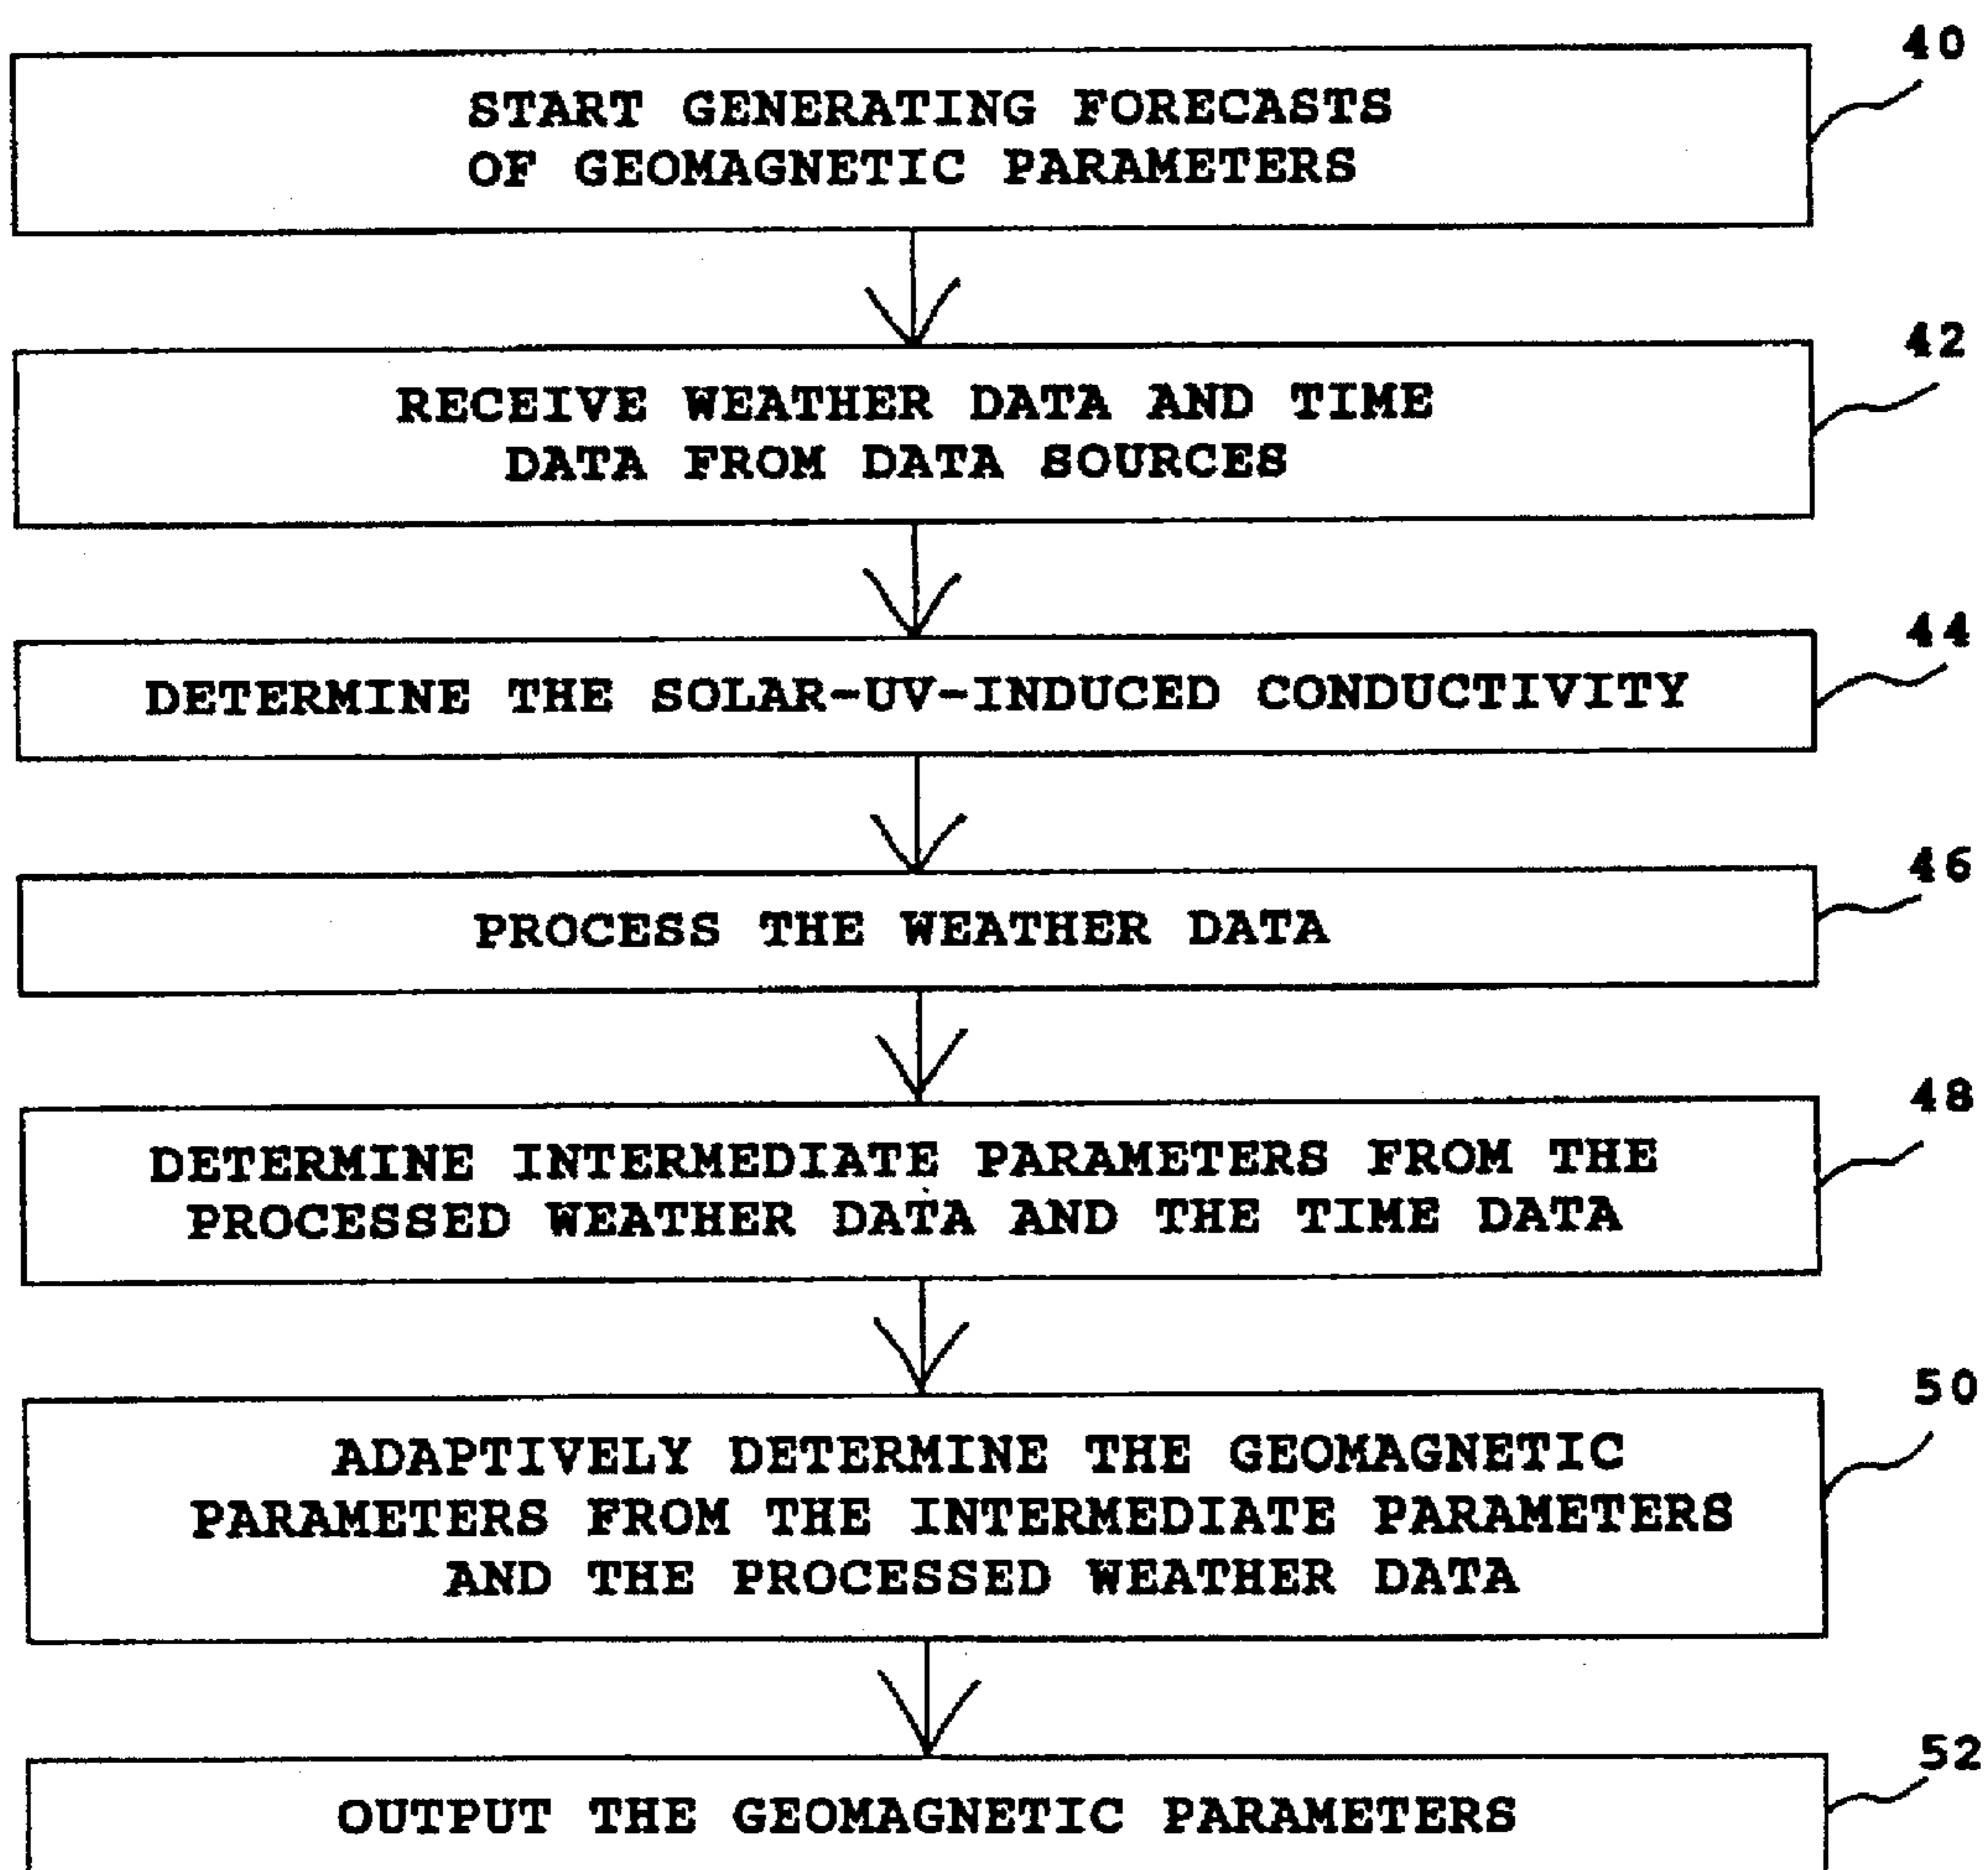 40
START GENERATING FORECASTS
OF GEOMAGNETIC PARAMETERS
42
RECEIVE WEATHER DATA AND TIME
DATA FROM DATA SOURCES
44
DETERMINE THE SOLAR-UV-INDUCED CONDUCTIVITY
46
PROCESS THE WEATHER DATA
48
DETERMINE INTERMEDIATE PARAMETERS FROM THE
PROCESSED WEATHER DATA AND THE TIME DATA
50
ADAPTIVELY DETERMINE THE GEOMAGNETIC
PARAMETERS FROM THE INTERMEDIATE PARAMETERS
AND THE PROCESSED WEATHER DATA
52
OUTPUT THE GEOMAGNETIC PARAMETERS